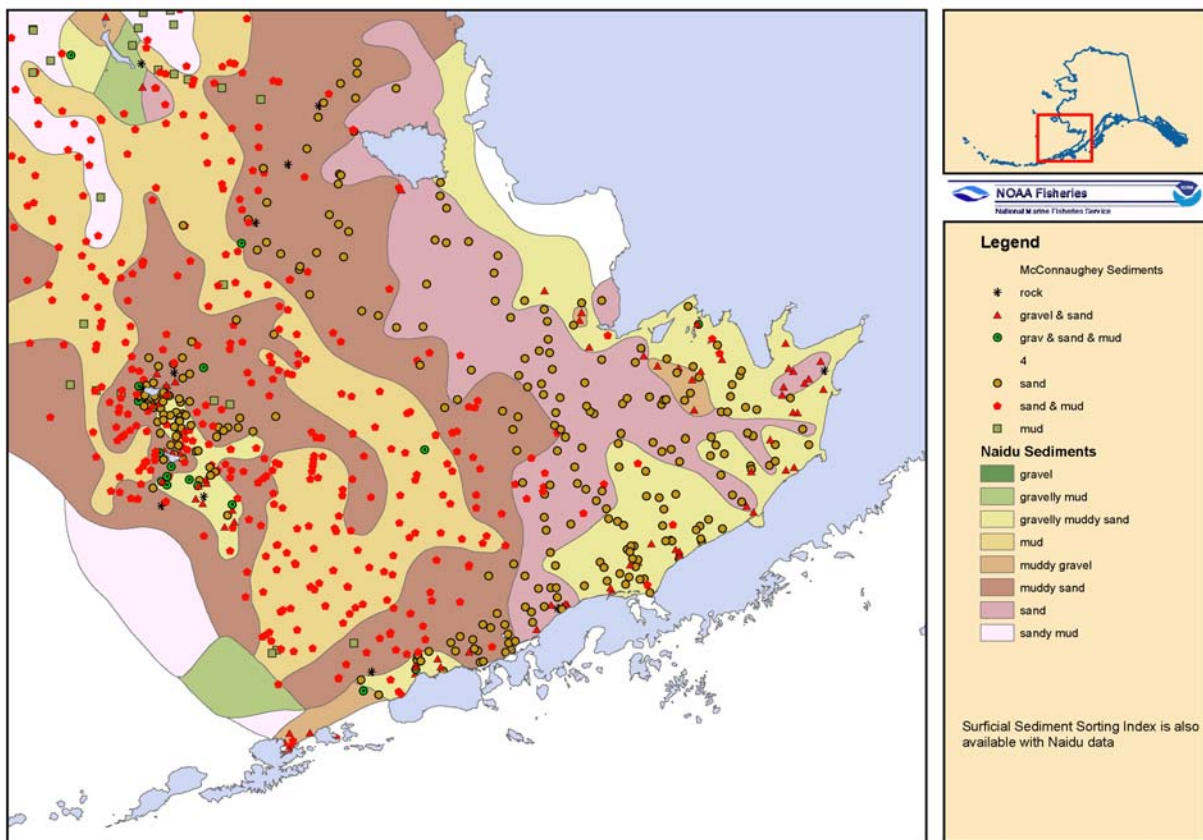 NOAA Fisheries
National Marine Fisheries Service
Legend
McConnaughey Sediments
rock
gravel & sand
grav & sand & mud
4
sand
sand & mud
mud
Naidu Sediments
gravel
gravelly mud
gravelly muddy sand
mud
muddy gravel
muddy sand
sand
sandy mud
Surficial Sediment Sorting Index is also
available with Naidu data